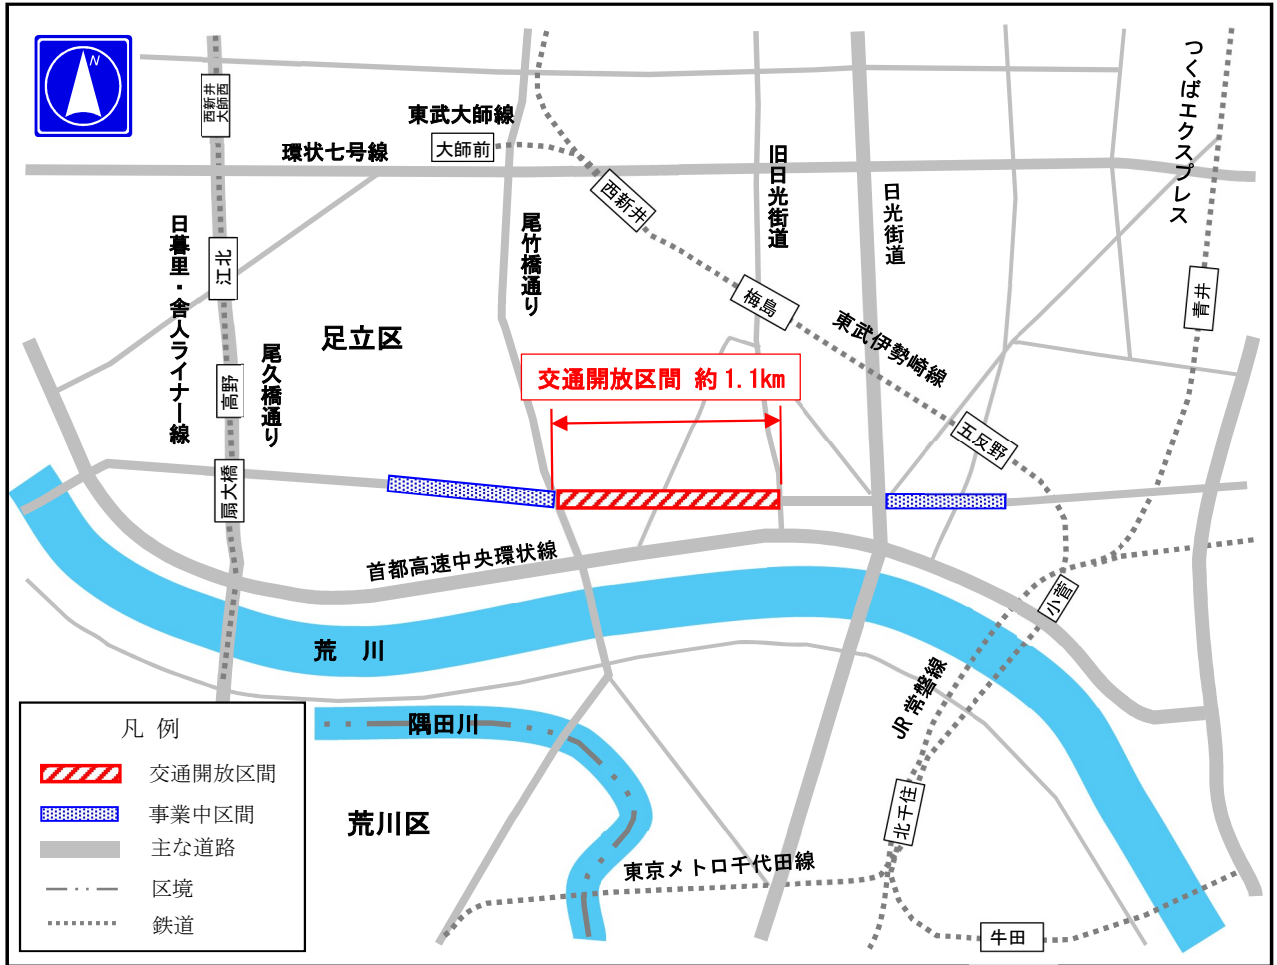 N
つくばエクスプレス
西新井
大師西
東武大師線
大師前
環状七号線
旧日光街道
日光街道
西新井
尾竹橋通り
日暮里・舎人ライナー線
江北
梅島
青井
足立区
東武伊勢崎線
尾久橋通り
高野
交通開放区間 約1.1km
五反野
扇大橋
首都高速中央環状線
小菅
荒 川
JR常磐線
隅田川
北千住
荒川区
東京メトロ千代田線
牛田
凡 例
交通開放区間
事業中区間
主な道路
区境
鉄道